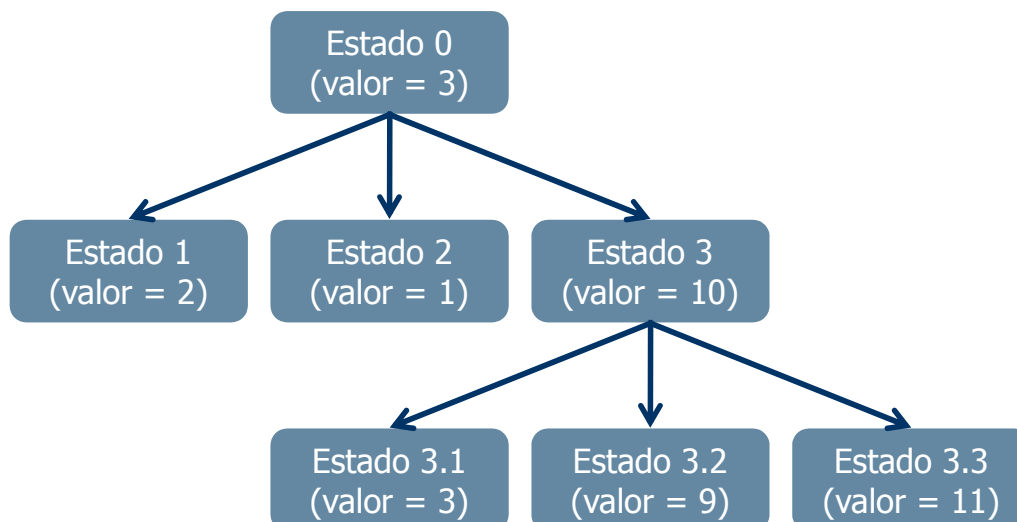 Estado 0
(valor = 3)
Estado 1
(valor = 2)
Estado 2
(valor = 1)
Estado 3
(valor = 10)
Estado 3.1
(valor = 3)
Estado 3.2
(valor = 9)
Estado 3.3
(valor = 11)